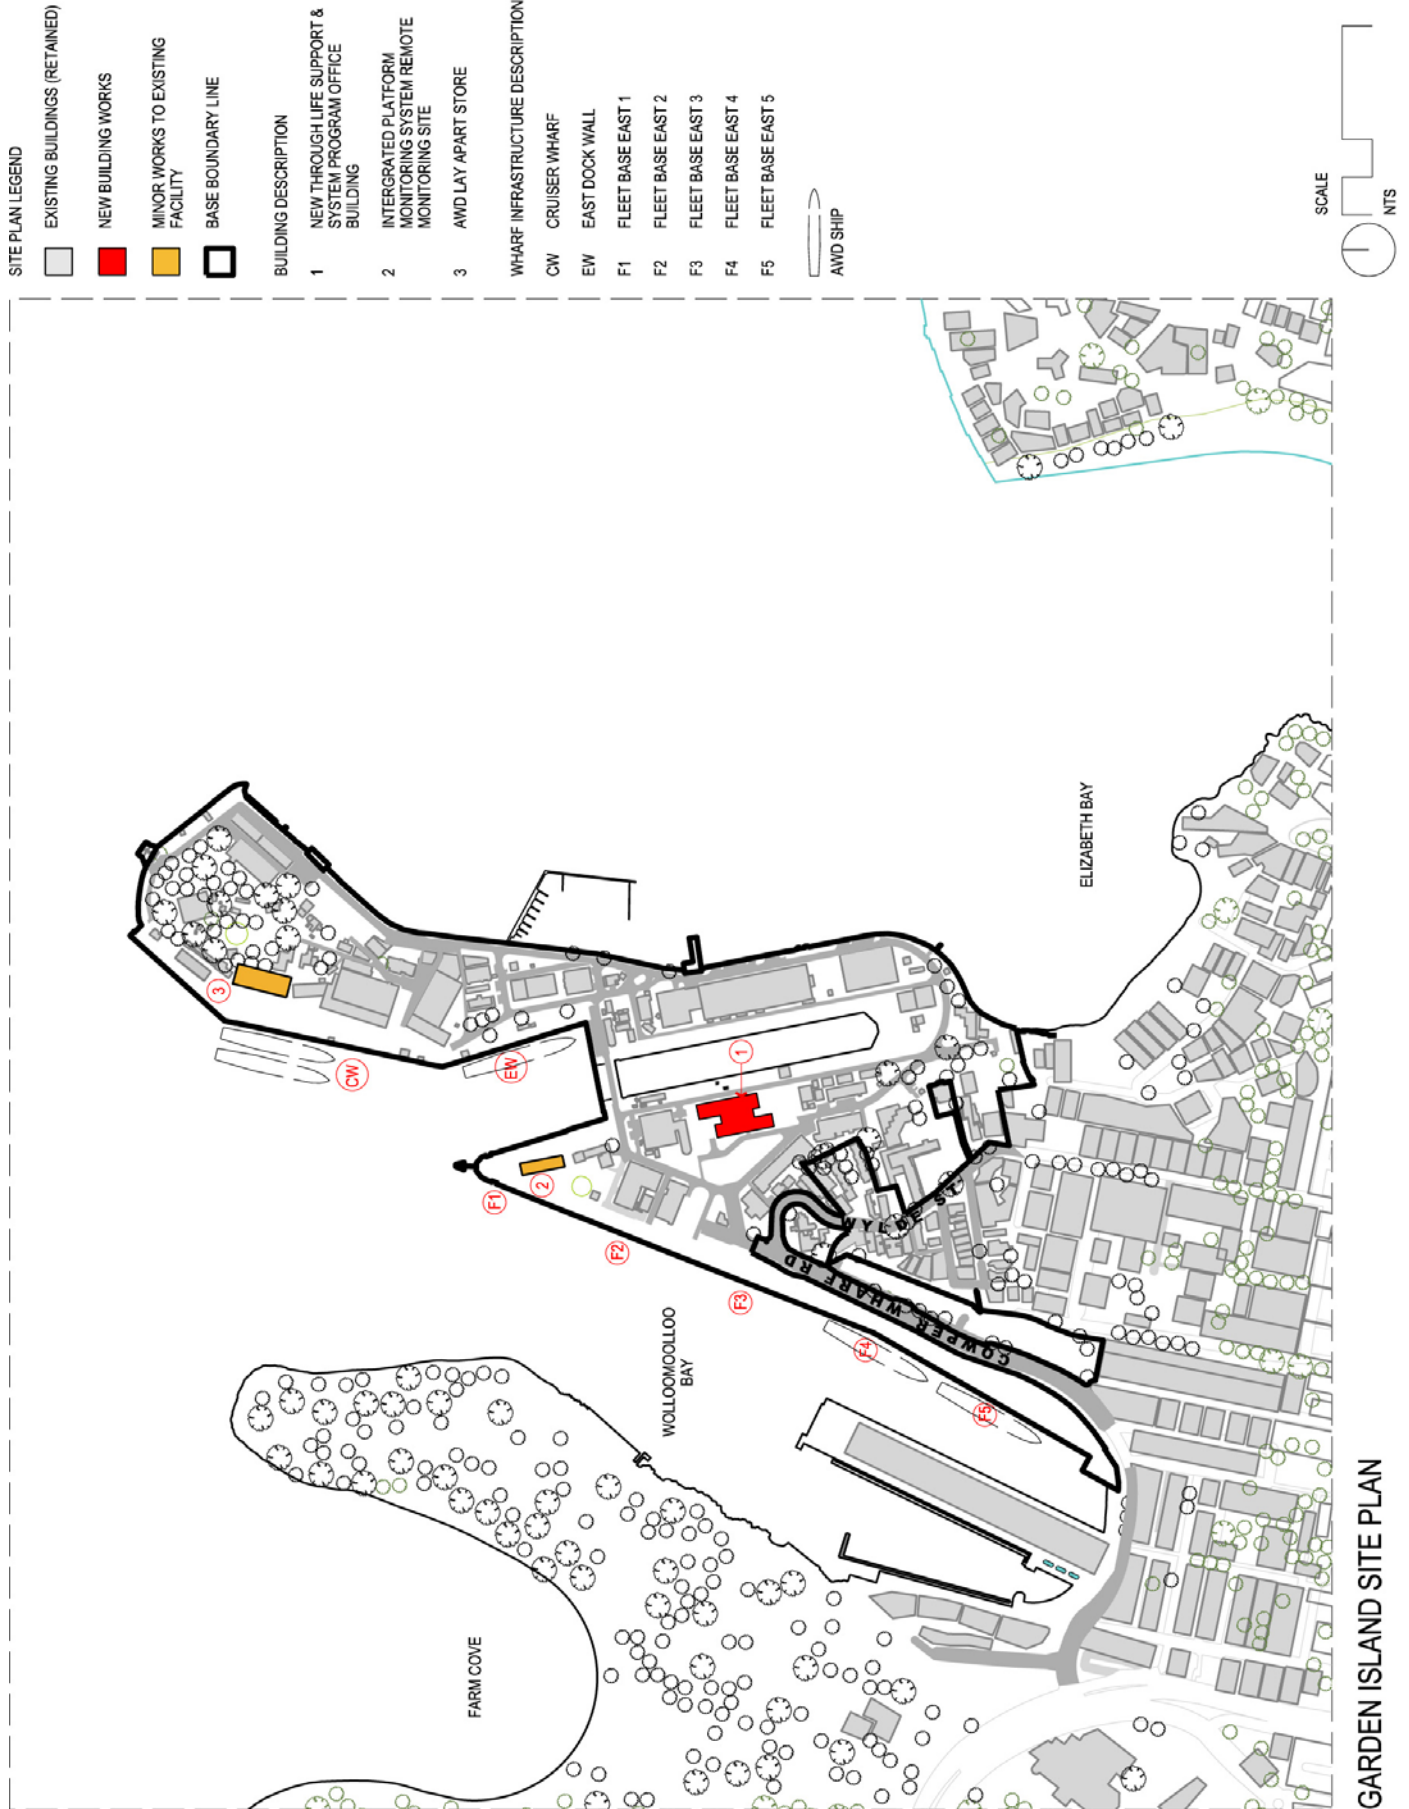 SITE PLAN LEGEND
EXISTING BUILDINGS (RETAINED)
NEW BUILDING WORKS
MINOR WORKS TO EXISTING
FACILITY
BASE BOUNDARY LINE
BUILDING DESCRIPTION
1 NEW THROUGH LIFE SUPPORT &
SYSTEM PROGRAM OFFICE
BUILDING
2 INTERGRATED PLATFORM
MONITORING SYSTEM REMOTE
MONITORING SITE
3 AWD LAY APART STORE
WHARF INFRASTRUCTURE DESCRIPTION
CW CRUISER WHARF
EW EAST DOCK WALL
F1 FLEET BASE EAST 1
F2 FLEET BASE EAST 2
F3 FLEET BASE EAST 3
F4 FLEET BASE EAST 4
F5 FLEET BASE EAST 5
AWD SHIP
SCALE
NTS
3
CW
EW
1
2
F1
F2
F3
F4
F5
WYLDE ST
COWPER WHARF RD
ELIZABETH BAY
WOLLOOMOOLLOO
BAY
FARM COVE
GARDEN ISLAND SITE PLAN